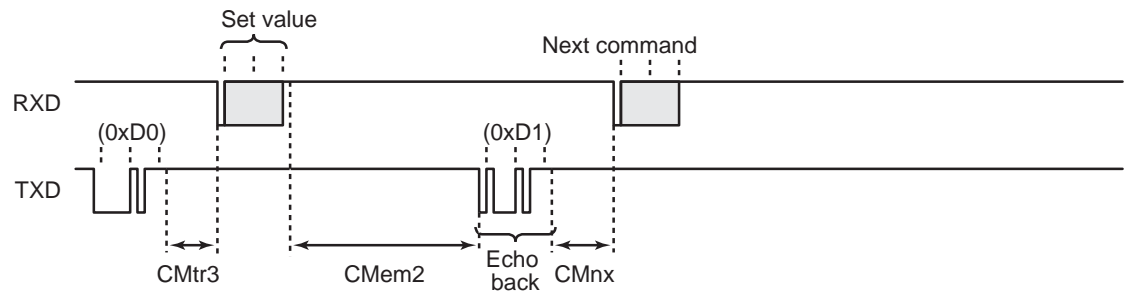 Set value
Next command
RXD
(0xD0)
(0xD1)
TXD
CMtr3
CMem2
Echo
back
CMnx